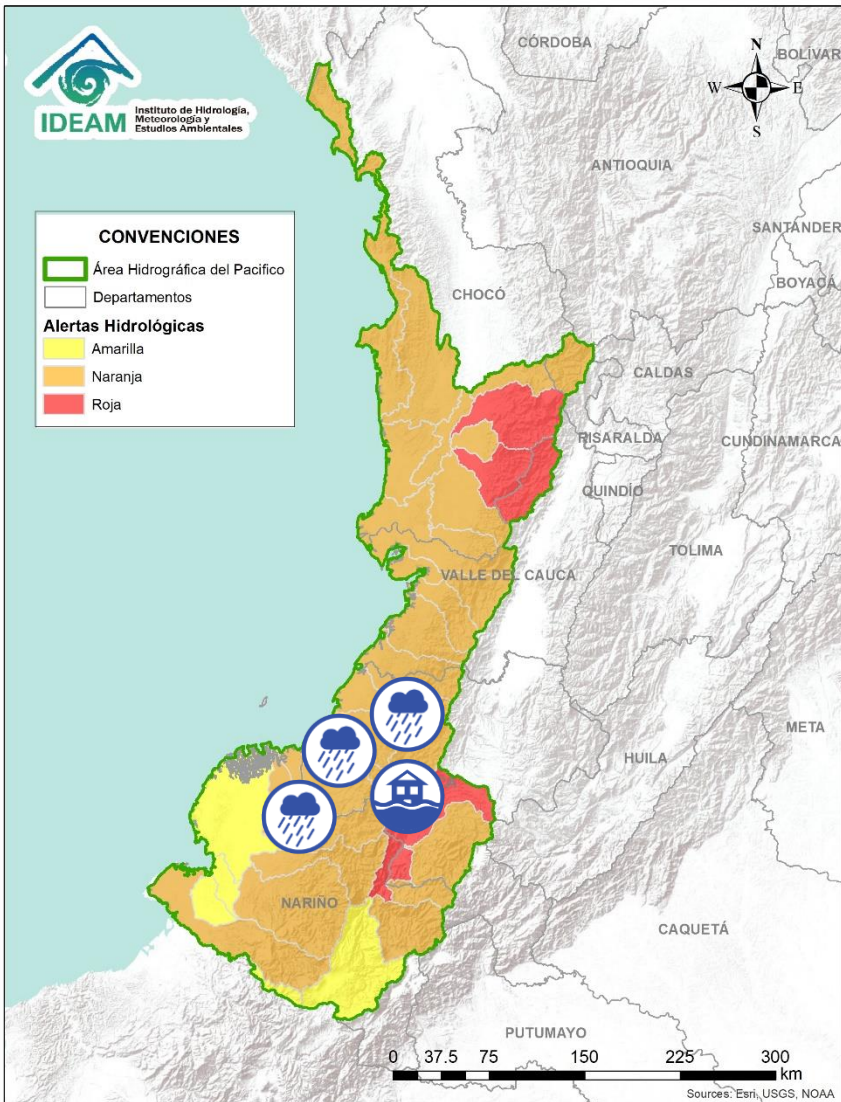 IDEAM
Instituto de Hidrología,
Meteorología y
Estudios Ambientales
CÓRDOBA
BOLÍVAR
N
W
E
S
ANTIOQUIA
SANTANDER
BOYACÁ
CONVENCIONES
Área Hidrográfica del Pacifico
Departamentos
Alertas Hidrológicas
Amarilla
Naranja
Roja
CHOCÓ
CALDAS
RISARALDA
CUNDINAMARCA
QUINDÍO
TOLIMA
VALLE DEL CAUCA
META
HUILA
NARIÑO
CAQUETÁ
PUTUMAYO
0 37.5 75 150 225 300
km
Sources: Esri, USGS, NOAA